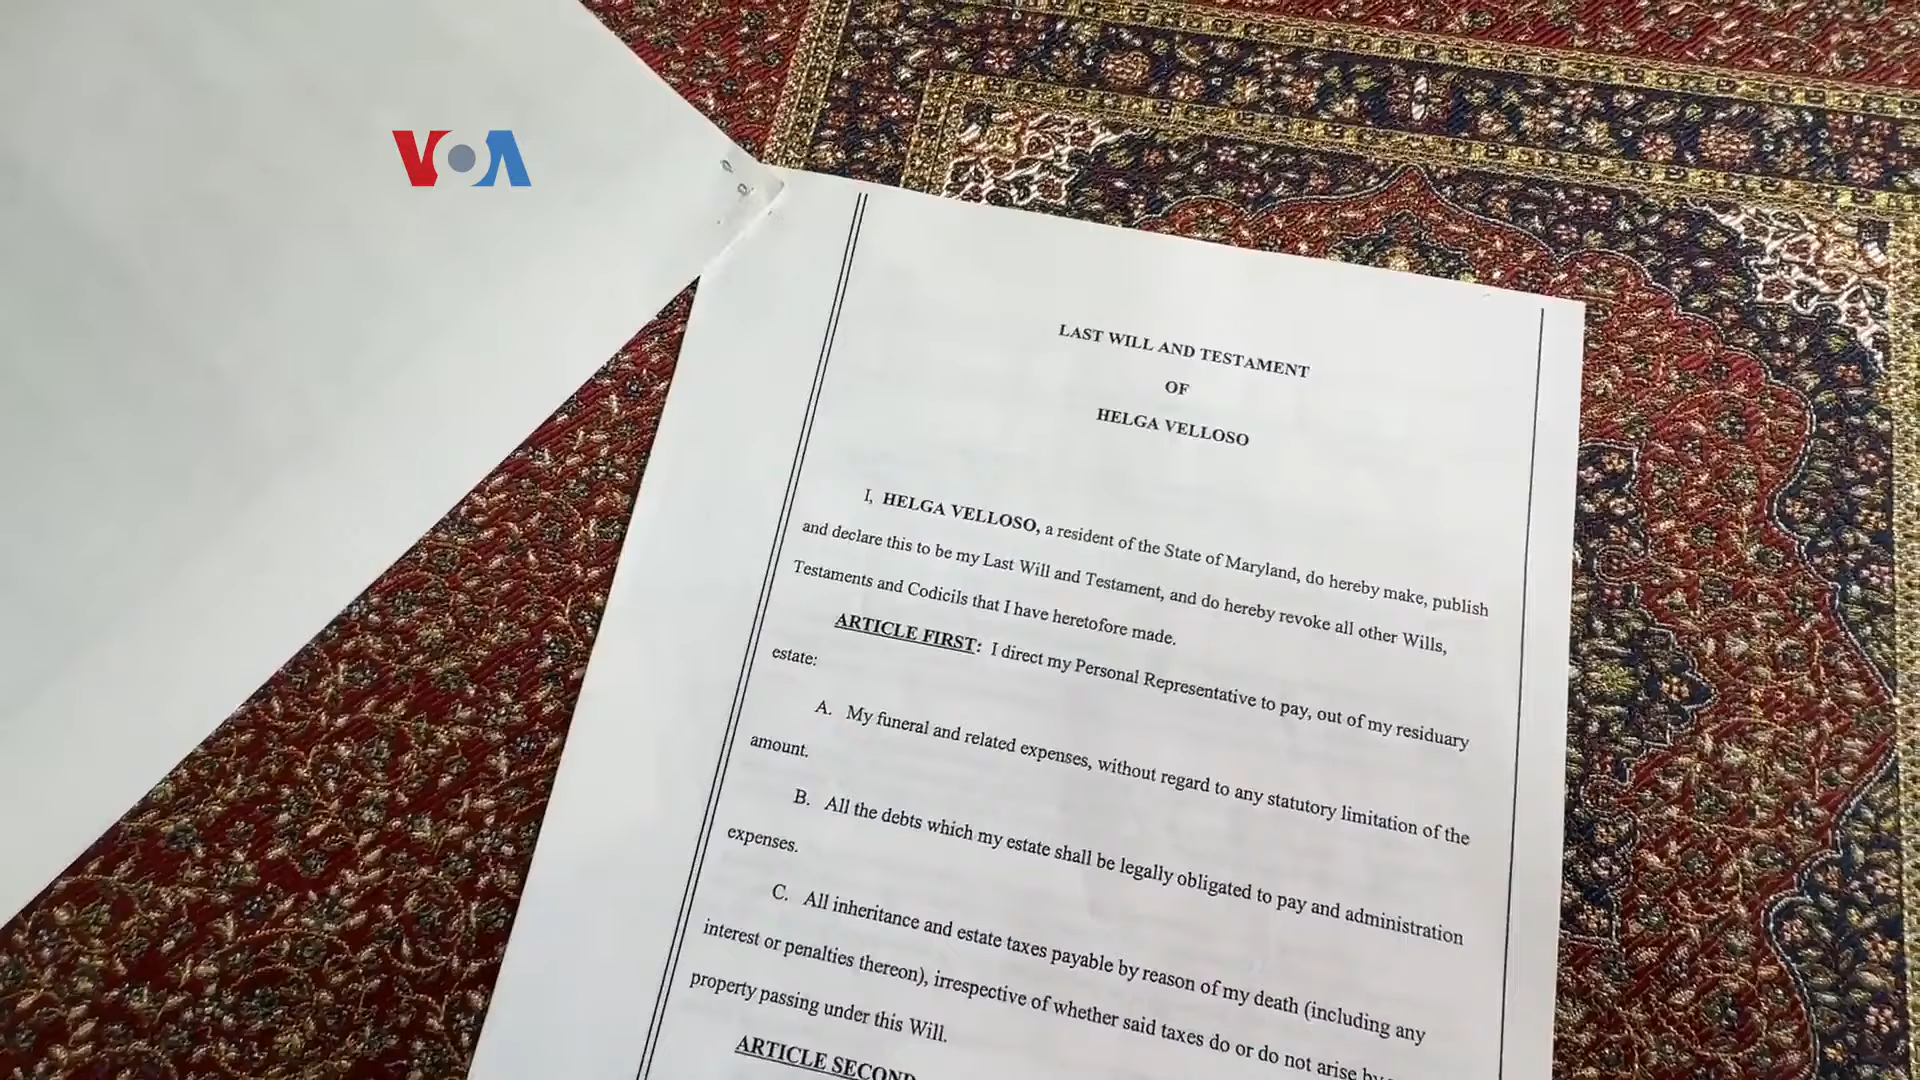 VOA
LAST WILL AND TESTAMENT
OF
HELGA VELLOSO
I, HELGA VELLOSO, a resident of the State of Maryland, do hereby make, publish
and declare this to be my Last Will and Testament, and do hereby revoke all other Wills,
Testaments and Codicils that I have heretofore made.
ARTICLE FIRST: I direct my Personal Representative to pay, out of my residuary
estate:
A. My funeral and related expenses, without regard to any statutory limitation of the
amount.
B. All the debts which my estate shall be legally obligated to pay and administration
expenses.
C. All inheritance and estate taxes payable by reason of my death (including any
interest or penalties thereon), irrespective of whether said taxes do or do not arise by
property passing under this Will.
ARTICLE SECOND